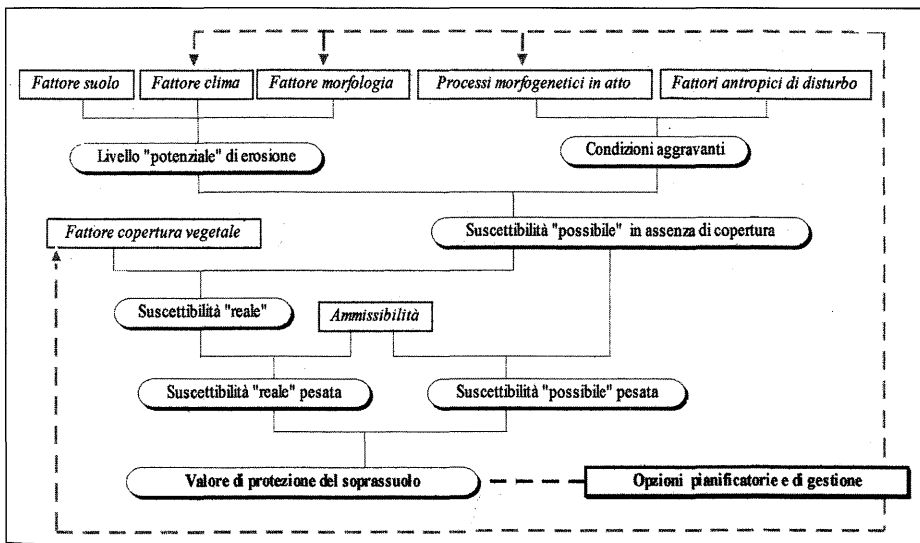 Fattore suolo
Fattore clima
Fattore morfologia
Processi morfogenetici in atto
Fattori antropici di disturbo
Livello "potenziale" di erosione
Condizioni aggravanti
Fattore copertura vegetale
Suscettibilità "possibile" in assenza di copertura
Suscettibilità "reale"
Ammissibilità
Suscettibilità "reale" pesata
Suscettibilità "possibile" pesata
Valore di protezione del soprassuolo
Opzioni pianificatorie e di gestione